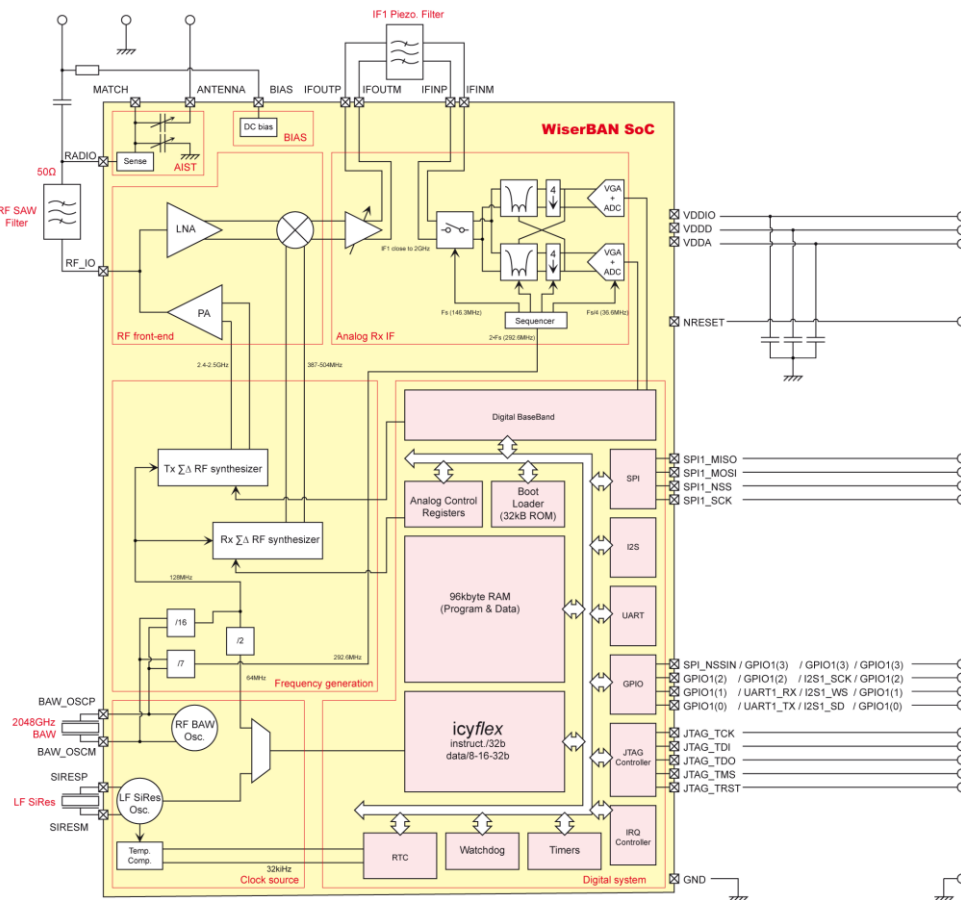 IF1 Piezo. Filter
MATCH
ANTENNA
BIAS
IFOUTP
IFOUTM
IFINP
IFINM
WiserBAN SoC
DC bias
BIAS
Sense
AIST
RADIO
50Ω
RF SAW
Filter
RF_IO
LNA
PA
RF front-end
IF1 close to 2GHz
Analog Rx IF
4
VGA
+
ADC
4
VGA
+
ADC
Fs (146.3MHz)
Sequencer
Fs/4 (36.6MHz)
2•Fs (292.6MHz)
VDDIO
VDDD
VDDA
NRESET
2.4-2.5GHz
387-504MHz
Digital BaseBand
Tx ∑∆ RF synthesizer
Rx ∑∆ RF synthesizer
Analog Control
Registers
Boot
Loader
(32kB ROM)
SPI
SPI1_MISO
SPI1_MOSI
SPI1_NSS
SPI1_SCK
I2S
128MHz
96kbyte RAM
(Program & Data)
UART
/16
/2
/7
292.6MHz
64MHz
Frequency generation
GPIO
SPI_NSSIN / GPIO1(3) / GPIO1(3) / GPIO1(3)
GPIO1(2) / GPIO1(2) / I2S1_SCK / GPIO1(2)
GPIO1(1) / UART1_RX / I2S1_WS / GPIO1(1)
GPIO1(0) / UART1_TX / I2S1_SD / GPIO1(0)
BAW_OSCP
2048GHz
BAW
BAW_OSCM
RF BAW
Osc.
icyflex
instruct./32b
data/8-16-32b
JTAG
Controller
JTAG_TCK
JTAG_TDI
JTAG_TDO
JTAG_TMS
JTAG_TRST
SIRESP
LF SiRes
SIRESM
LF SiRes
Osc.
Temp.
Comp.
32kiHz
Clock source
RTC
Watchdog
Timers
IRQ
Controller
Digital system
GND